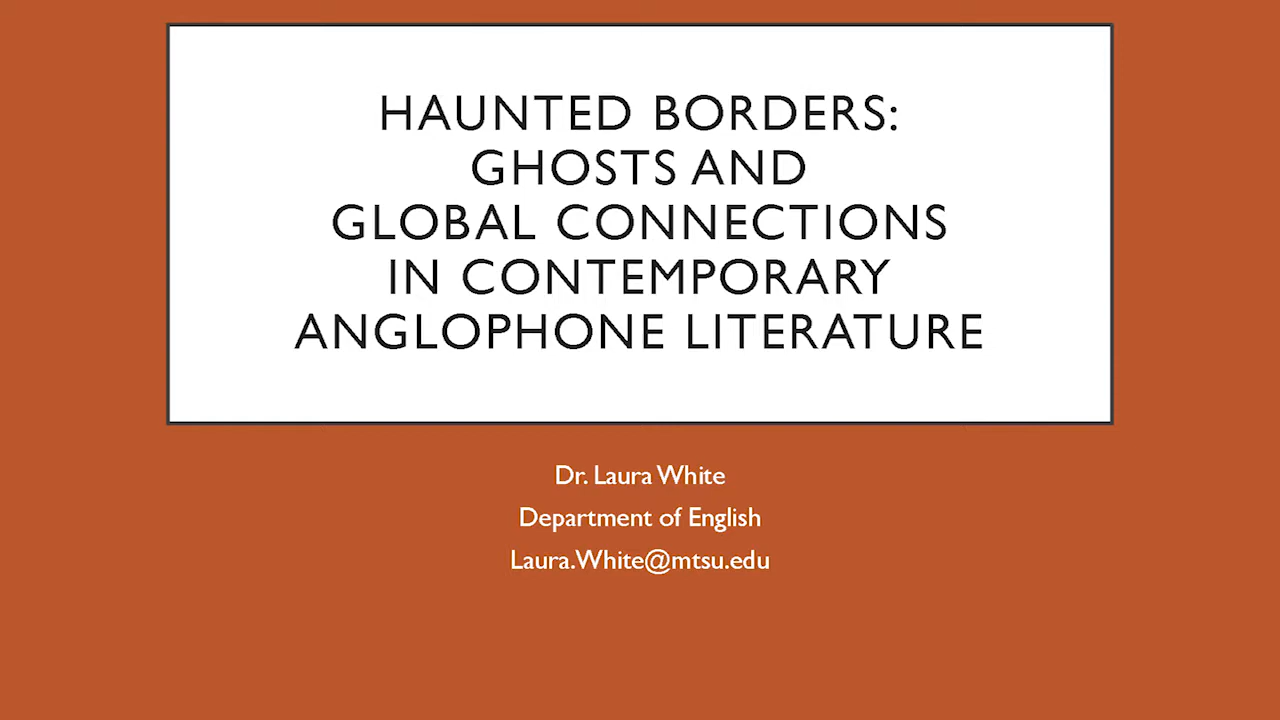 HAUNTED BORDERS:
GHOSTS AND
GLOBAL CONNECTIONS
IN CONTEMPORARY
ANGLOPHONE LITERATURE
Dr. Laura White
Department of English
Laura.White@mtsu.edu